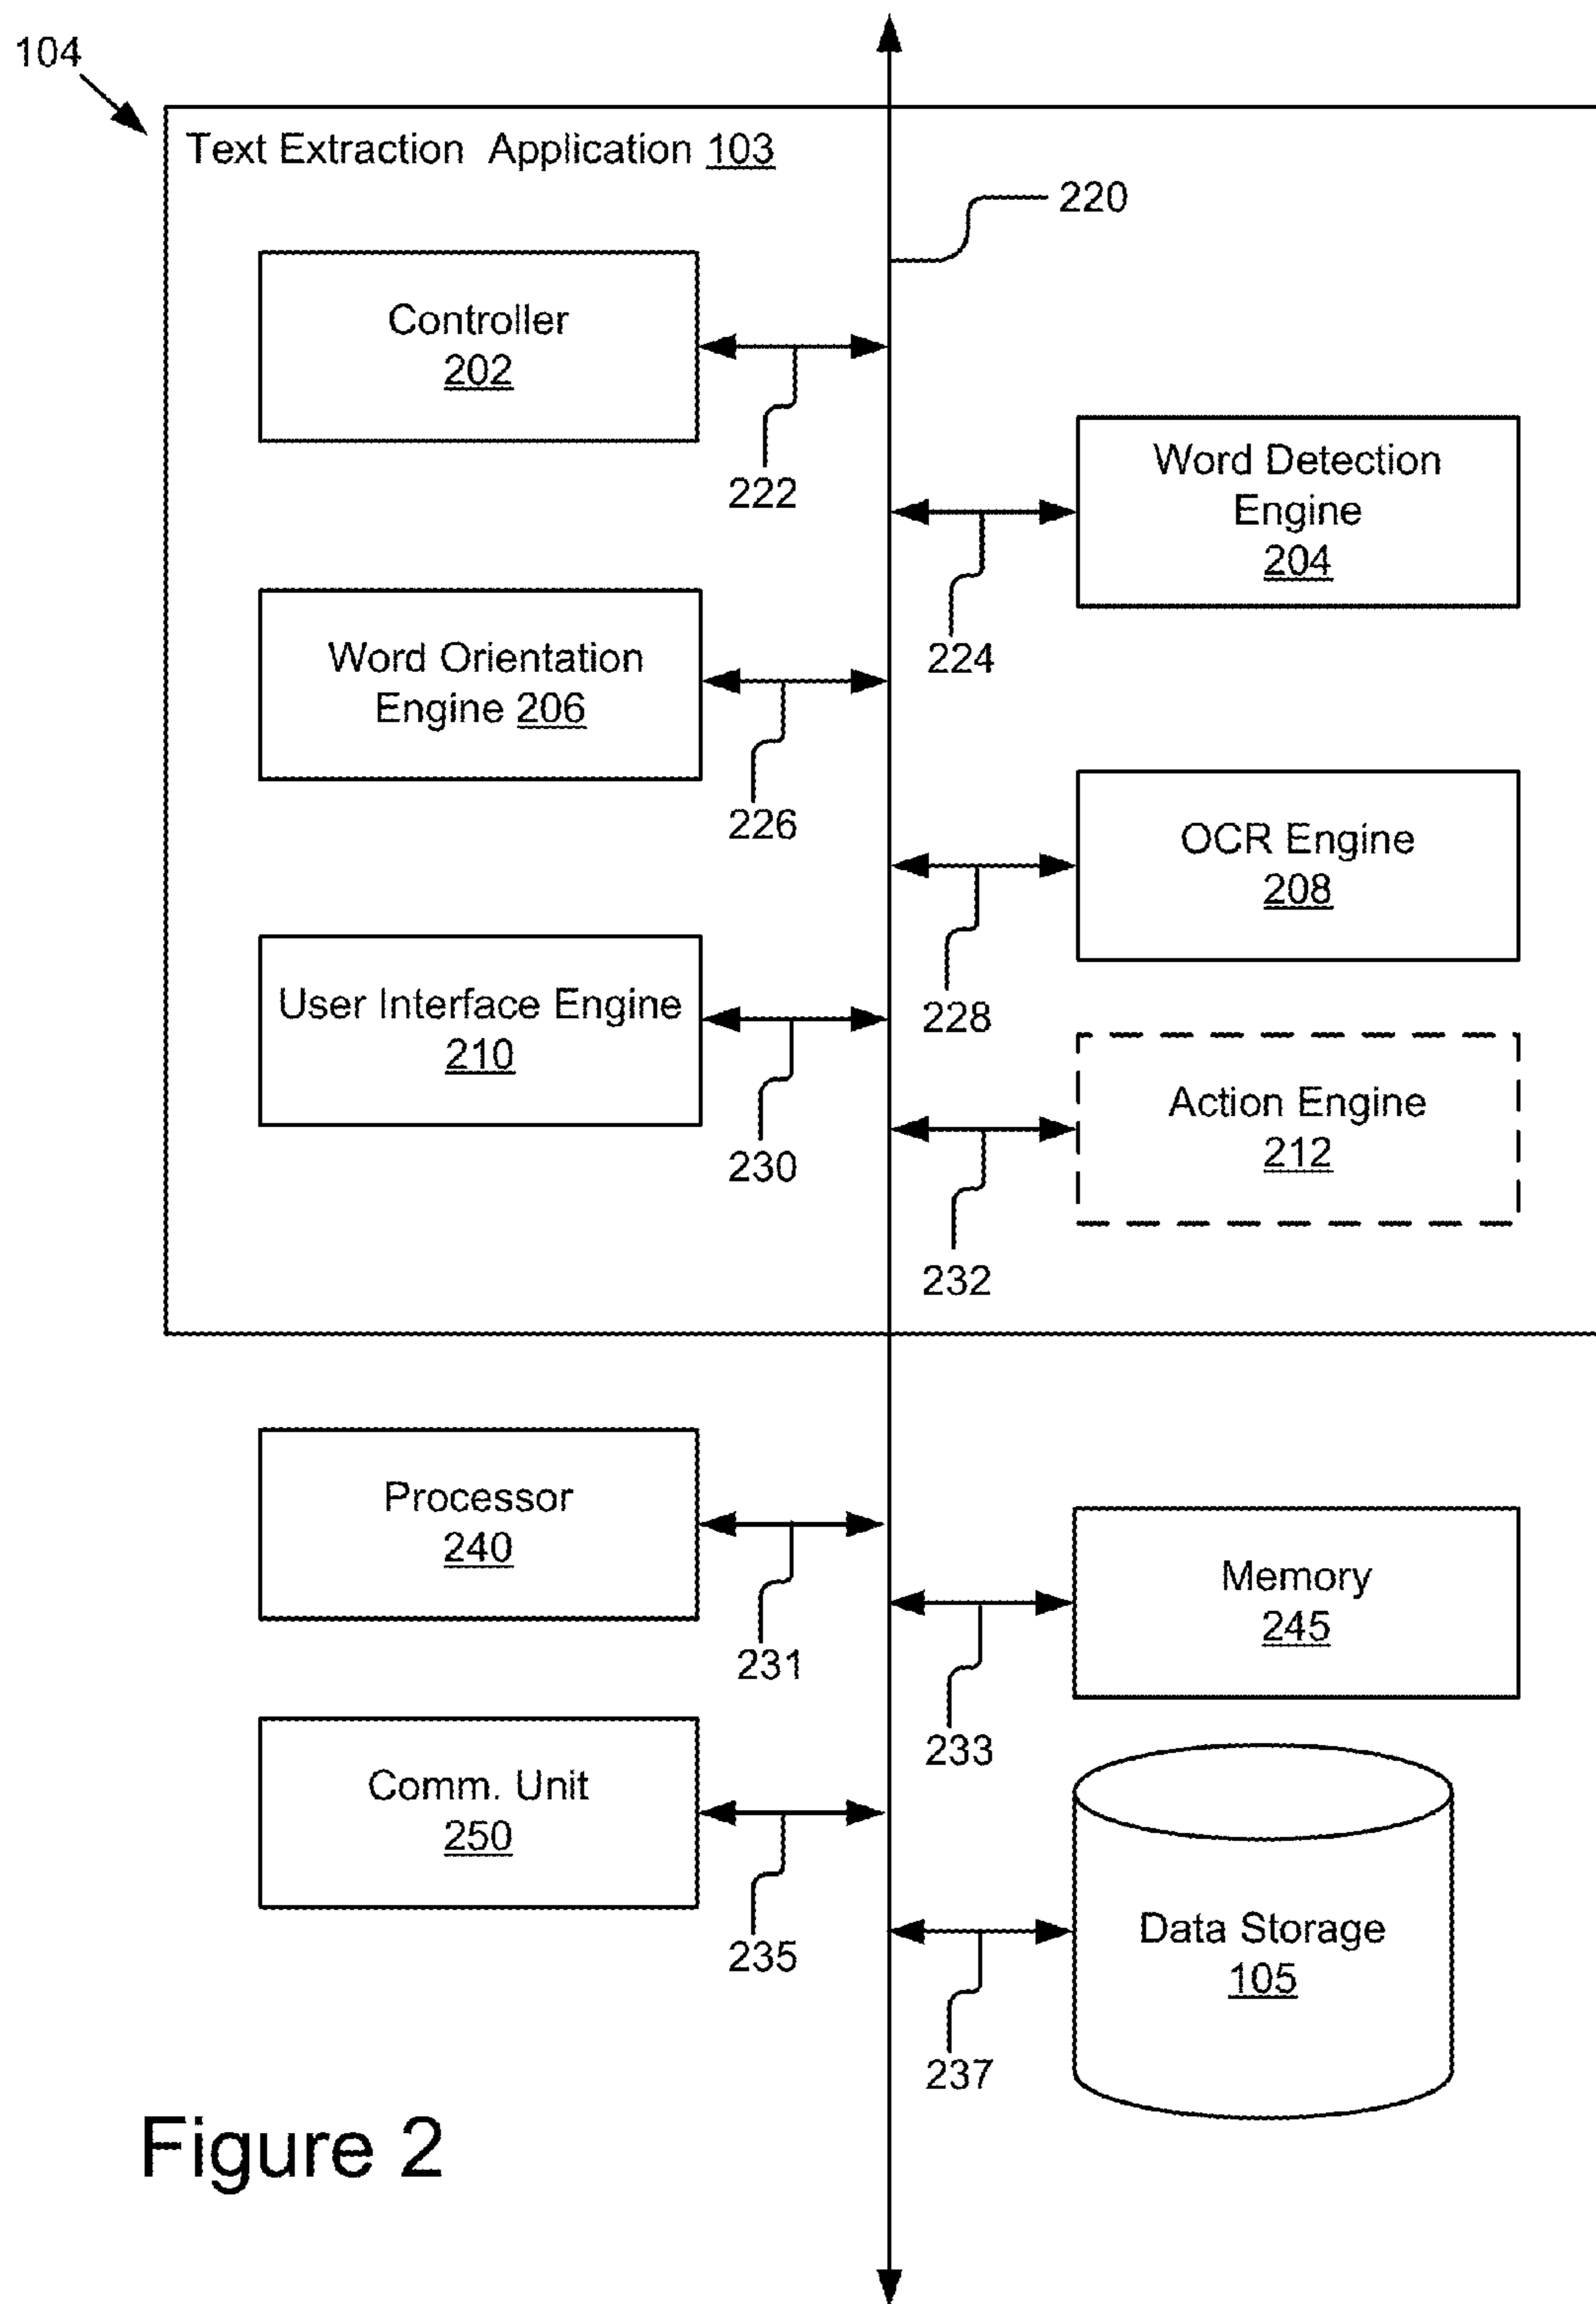 104
Text Extraction Application 103
220
Controller
202
222
Word Detection
Engine
204
224
Word Orientation
Engine 206
226
OCR Engine
208
228
User Interface Engine
210
230
Action Engine
212
232
Processor
240
231
Memory
245
233
Comm. Unit
250
235
Data Storage
105
237
Figure 2